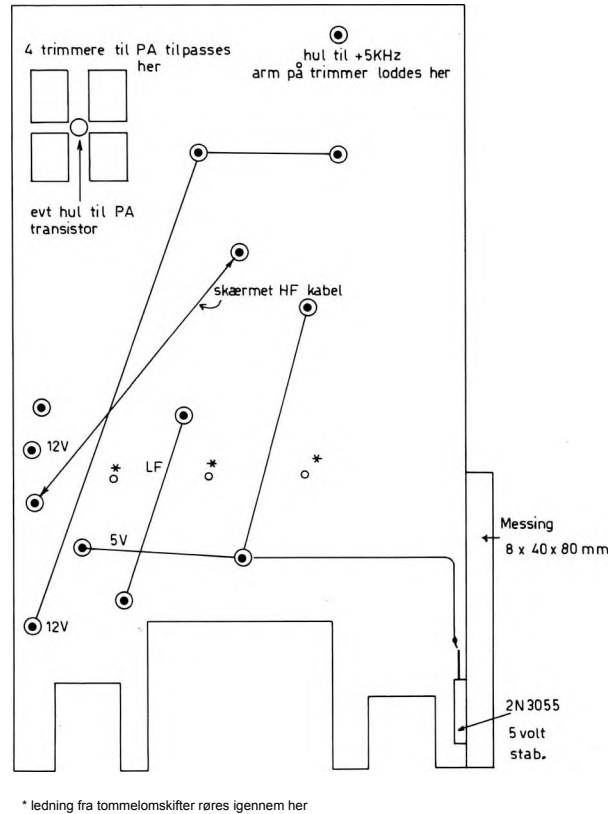 4 trimmere til PA tilpasses
her
hul til +5KHz
arm på trimmer loddes her
evt hul til PA
transistor
skærmet HF kabel
12V
*
LF
*
*
5V
12V
Messing
8 x 40 x 80 mm
2N3055
5 volt
stab.
* ledning fra tommelomskifter røres igennem her